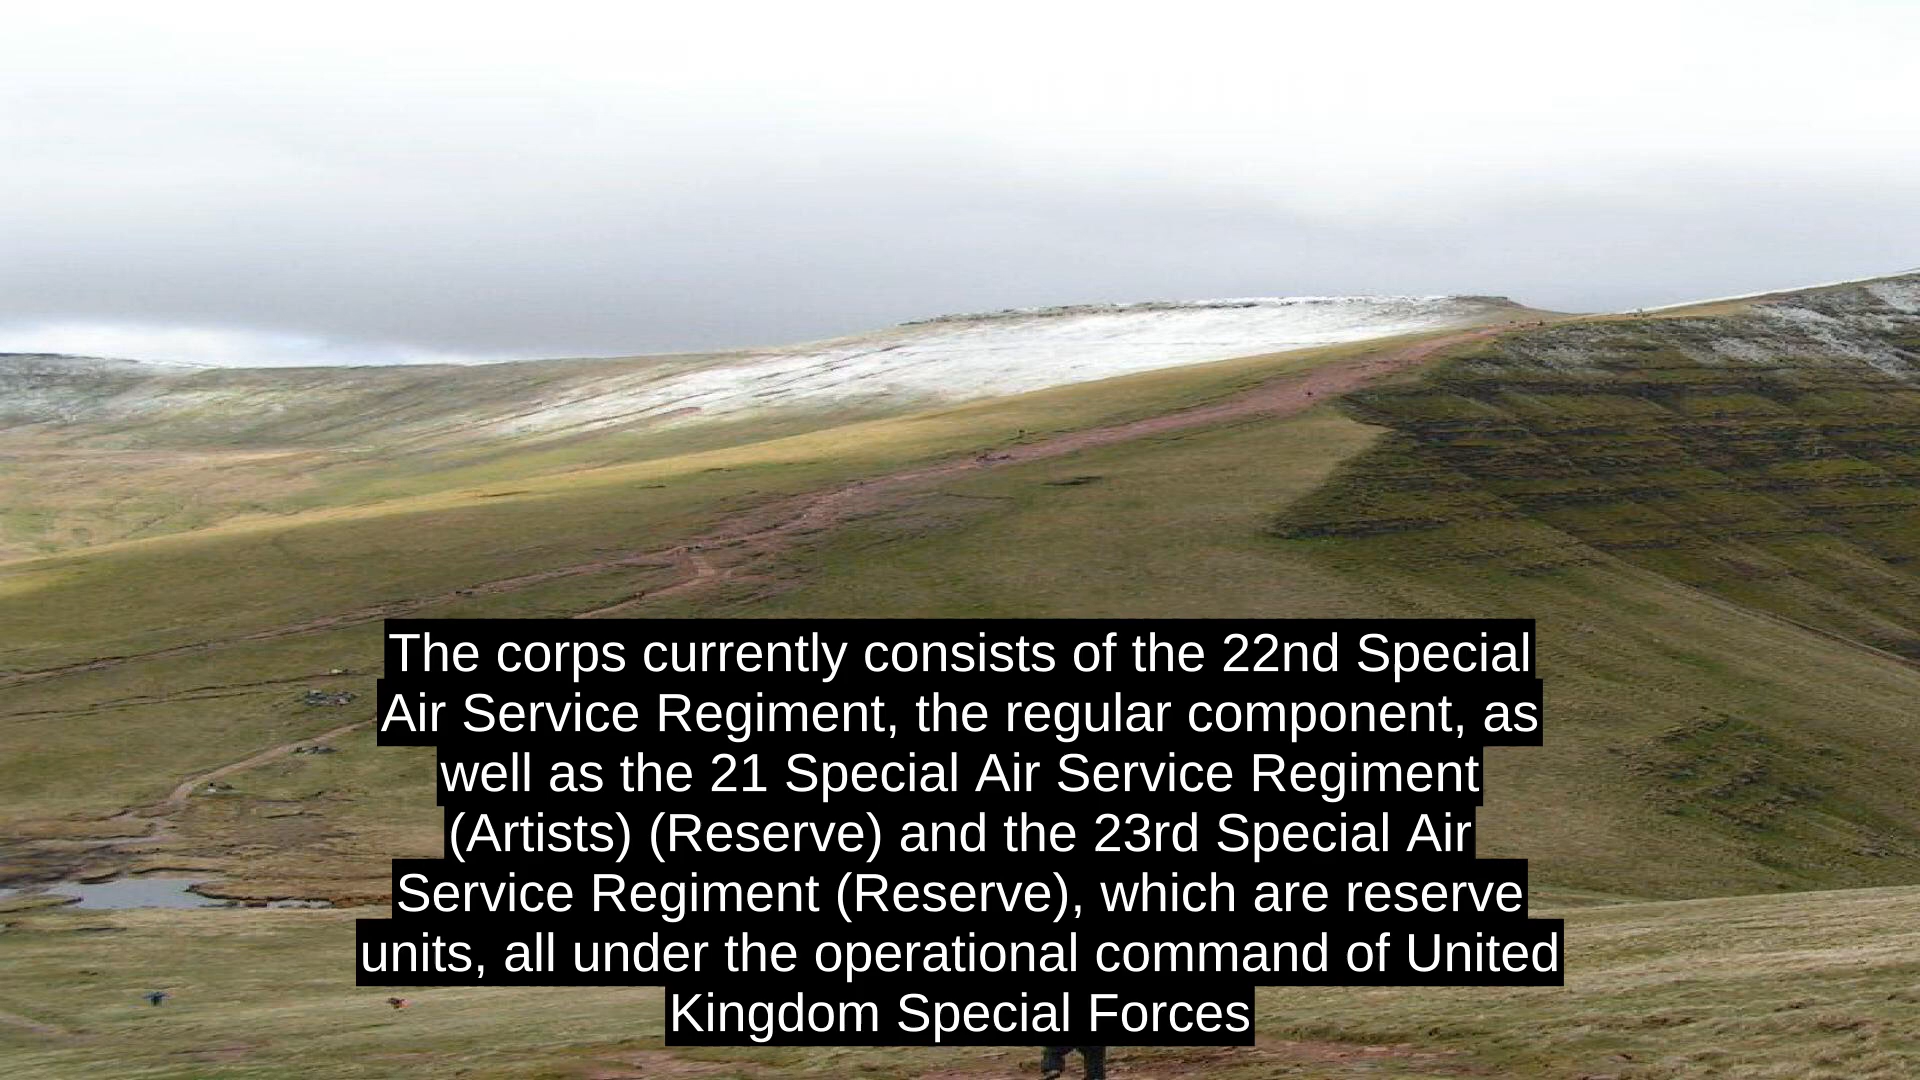 The corps currently consists of the 22nd Special
Air Service Regiment, the regular component, as
well as the 21 Special Air Service Regiment
(Artists) (Reserve) and the 23rd Special Air
Service Regiment (Reserve), which are reserve
units, all under the operational command of United
Kingdom Special Forces